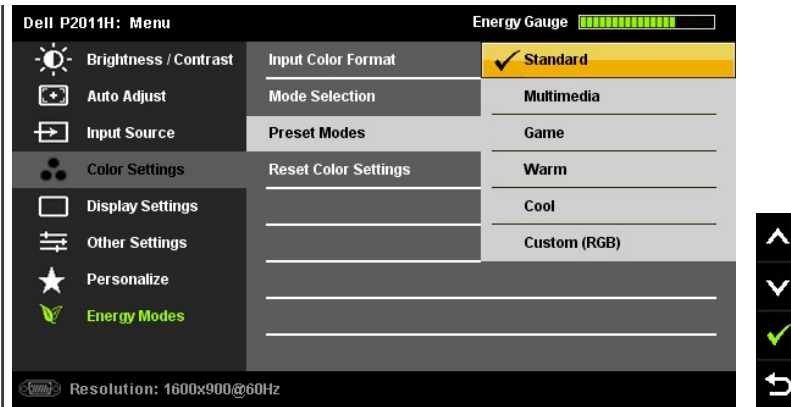 Dell P2011H: Menu
Energy Gauge
Brightness / Contrast
Input Color Format
Standard
Auto Adjust
Mode Selection
Multimedia
Input Source
Preset Modes
Game
Color Settings
Reset Color Settings
Warm
Display Settings
Cool
Other Settings
Custom (RGB)
Personalize
Energy Modes
Resolution: 1600x900@60Hz